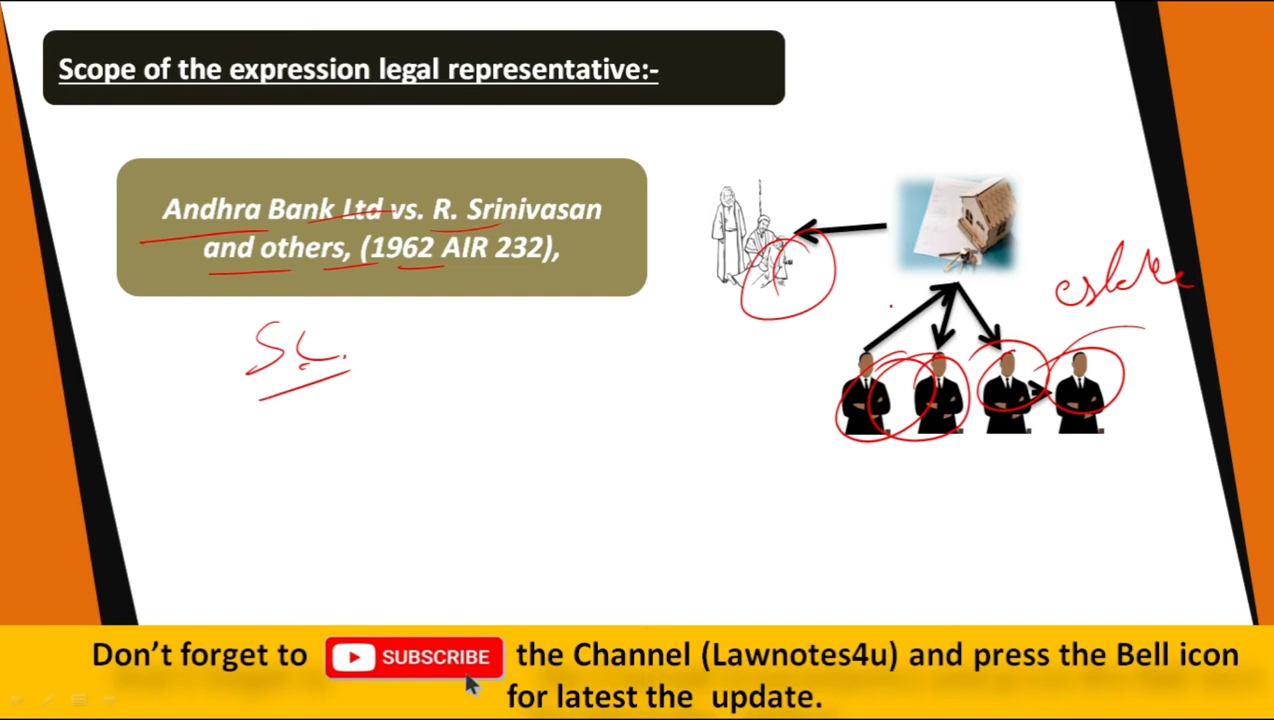 Scope of the expression legal representative:-
Andhra Bank Ltd vs. R. Srinivasan
and others, (1962 AIR 232),
SC.
estate
Don't forget to SUBSCRIBE the Channel (Lawnotes4u) and press the Bell icon
for latest the update.